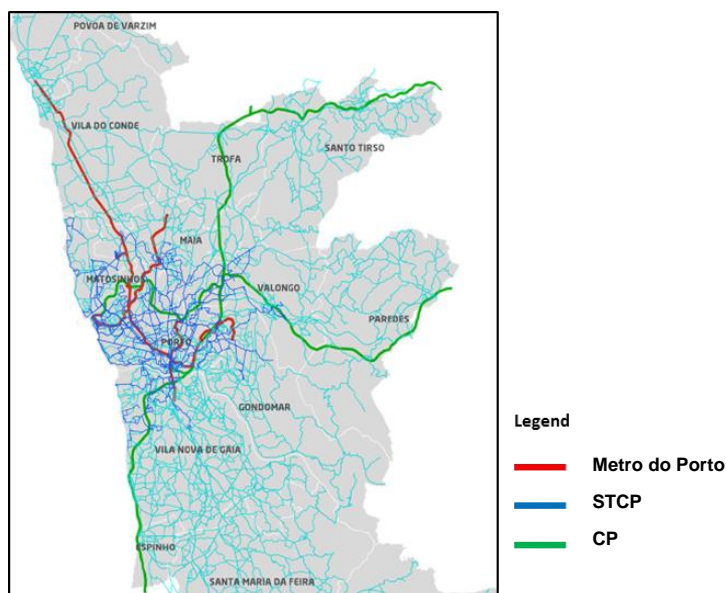 POVOA DE VARZIM
VILA DO CONDE
SANTO TIRSO
TROFA
MAIA
MATOSINHOS
VALONGO
PAREDES
PORTO
GONDOMAR
VILA NOVA DE GAIA
ESPINHO
SANTA MARIA DA FEIRA
Legend
Metro do Porto
STCP
CP